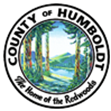 COUNTY OF HUMBOLDT
The Home of the Redwoods